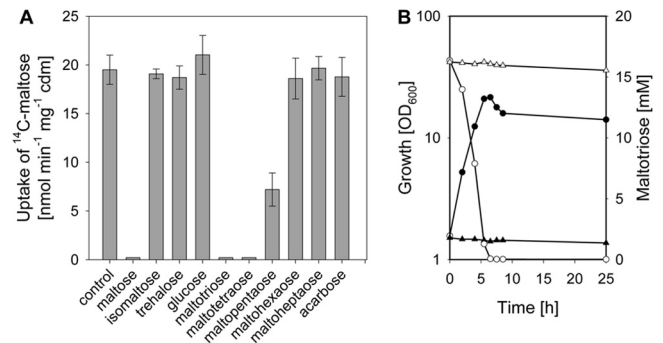 A
Uptake of ¹⁴C-maltose
[nmol min⁻¹ mg⁻¹ cdm]
25
20
15
10
5
0
control
maltose
isomaltose
trehalose
glucose
maltotriose
maltotetraose
maltopentaose
maltohexaose
maltoheptaose
acarbose
B
Growth [OD₆₀₀]
100
10
1
20
15
10
5
0
Maltotriose [mM]
0
5
10
15
20
25
Time [h]